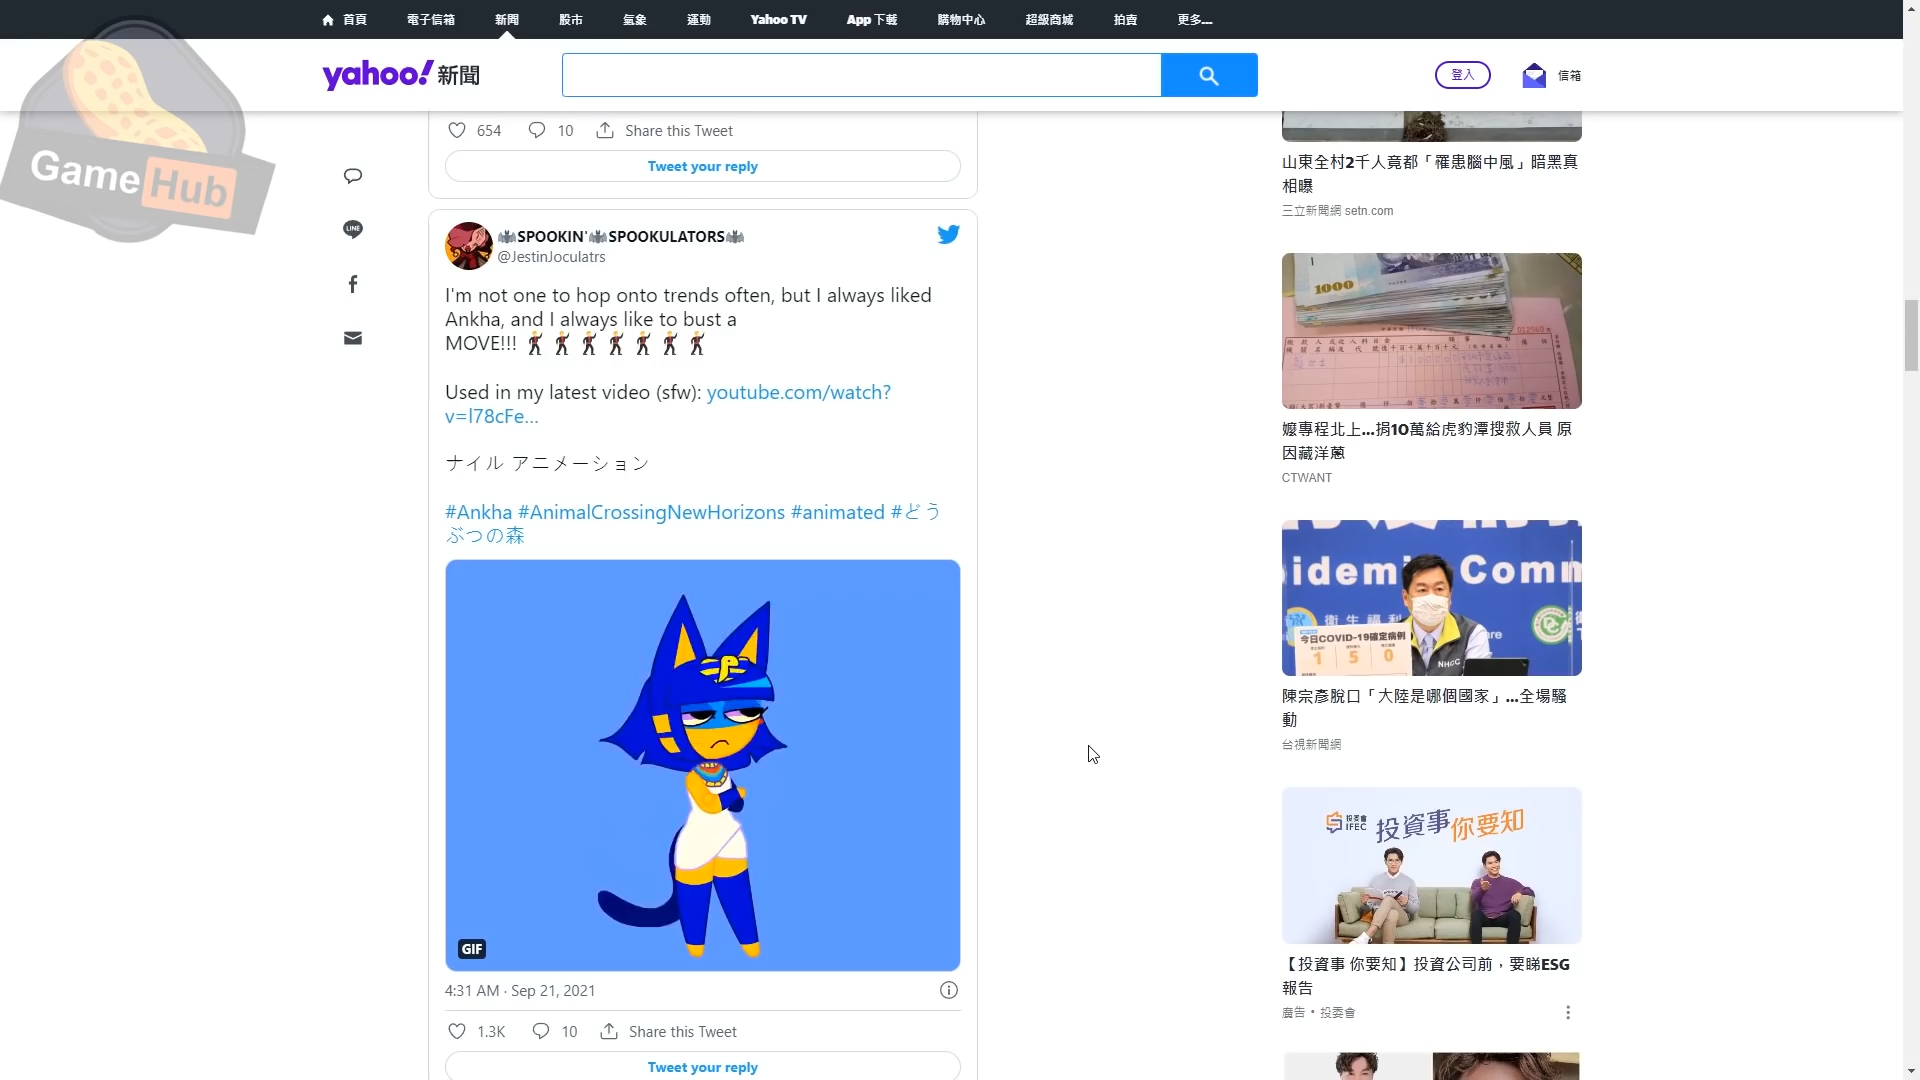 首頁 電子信箱 新聞 股市 氣象 運動 Yahoo TV App 下載 購物中心 超級商城 拍賣 更多...
yahoo! 新聞
登入 信箱
GameHub
LINE
654 10 Share this Tweet
Tweet your reply
SPOOKIN' SPOOKULATORS
@JestinJoculatrs
I'm not one to hop onto trends often, but I always liked
Ankha, and I always like to bust a
MOVE!!!
Used in my latest video (sfw): youtube.com/watch?
v=l78cFe...
ナイル アニメーション
#Ankha #AnimalCrossingNewHorizons #animated #どう
ぶつの森
GIF
4:31 AM · Sep 21, 2021
1.3K 10 Share this Tweet
Tweet your reply
山東全村2千人竟都「罹患腦中風」暗黑真
相曝
三立新聞網 setn.com
1000
嬤專程北上...捐10萬給虎豹潭搜救人員 原
因藏洋蔥
CTWANT
idemi Comm
衛生福利
今日COVID-19確定病例
1 5 0
NHCC
陳宗彥脫口「大陸是哪個國家」...全場騷
動
台視新聞網
投委會
IFEC
投資事你要知
【投資事 你要知】投資公司前，要睇ESG
報告
廣告 • 投委會